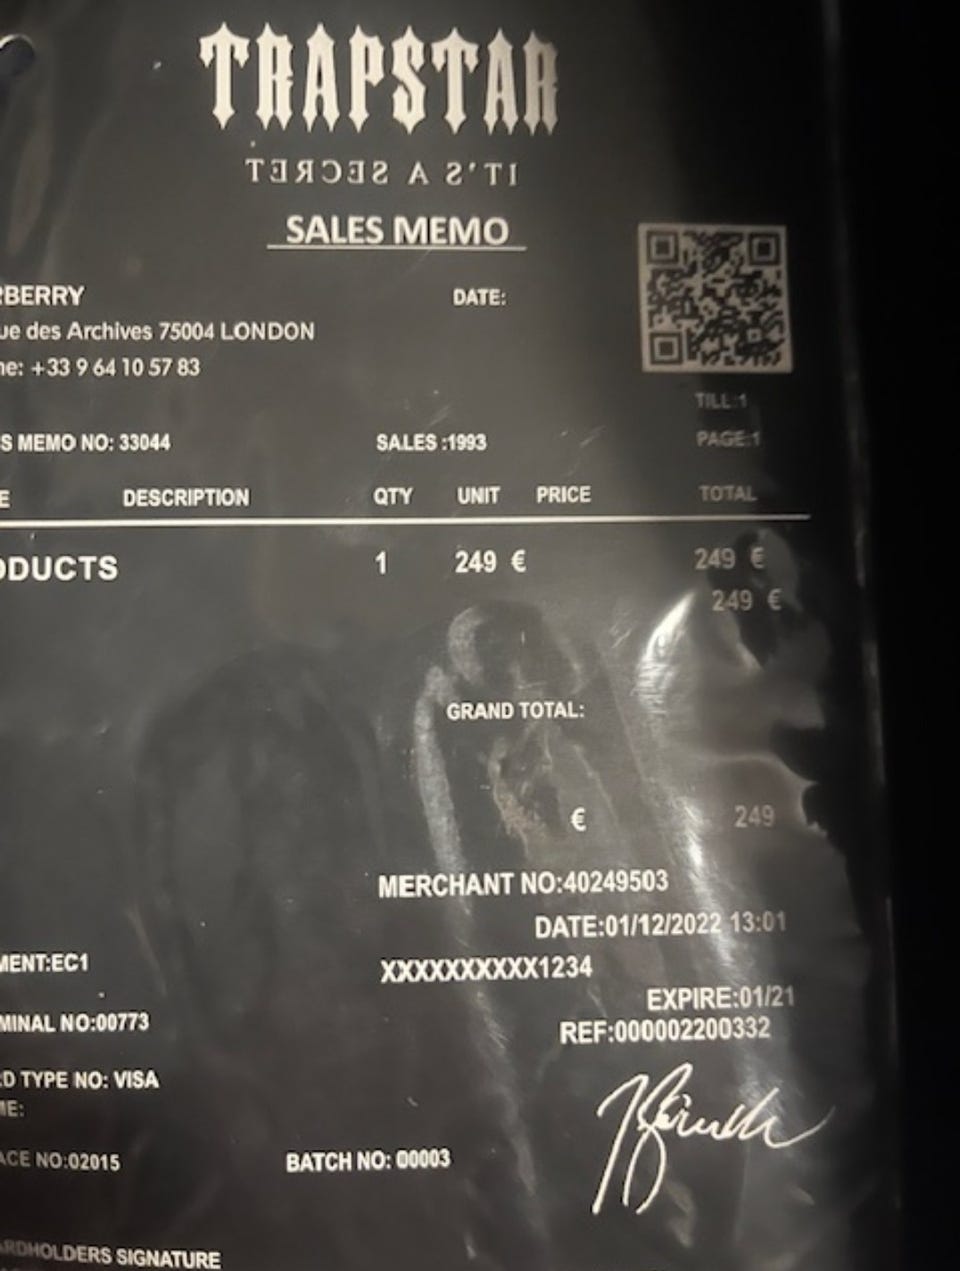 TRAPSTAR
IT'S A SECRET
SALES MEMO
RBERRY
DATE:
ue des Archives 75004 LONDON
ne: +33 9 64 10 57 83
TILL:1
S MEMO NO: 33044
SALES :1993
PAGE:1
E DESCRIPTION QTY UNIT PRICE TOTAL
ODUCTS 1 249 € 249 €
249 €
GRAND TOTAL:
€ 249
MERCHANT NO:40249503
DATE:01/12/2022 13:01
MENT:EC1
XXXXXXXXXX1234
EXPIRE:01/21
MINAL NO:00773
REF:000002200332
D TYPE NO: VISA
ME:
ACE NO:02015
BATCH NO: 00003
ARDHOLDERS SIGNATURE